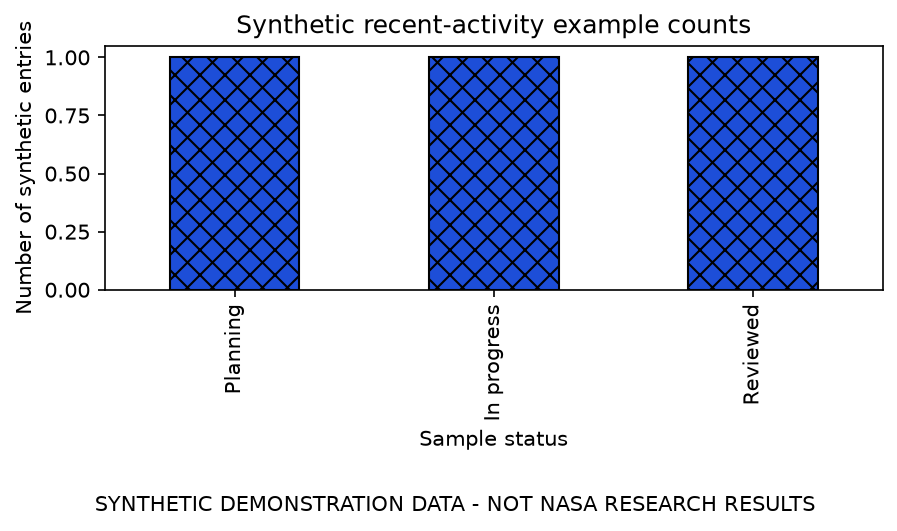 Synthetic recent-activity example counts
Number of synthetic entries
1.00
0.75
0.50
0.25
0.00
Planning
In progress
Reviewed
Sample status
SYNTHETIC DEMONSTRATION DATA - NOT NASA RESEARCH RESULTS